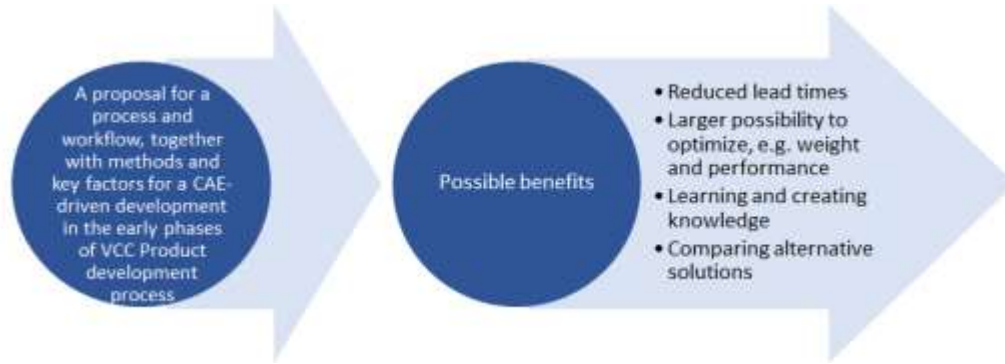 A proposal for a
process and
workflow, together
with methods and
key factors for a CAE-
driven development
in the early phases
of VCC Product
development
process
Possible benefits
• Reduced lead times
• Larger possibility to
optimize, e.g. weight
and performance
• Learning and creating
knowledge
• Comparing alternative
solutions